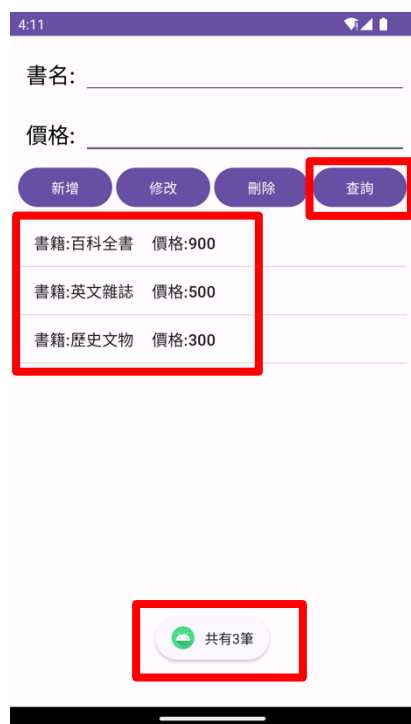 4:11
書名:
價格:
新增 修改 刪除 查詢
書籍:百科全書 價格:900
書籍:英文雜誌 價格:500
書籍:歷史文物 價格:300
共有3筆